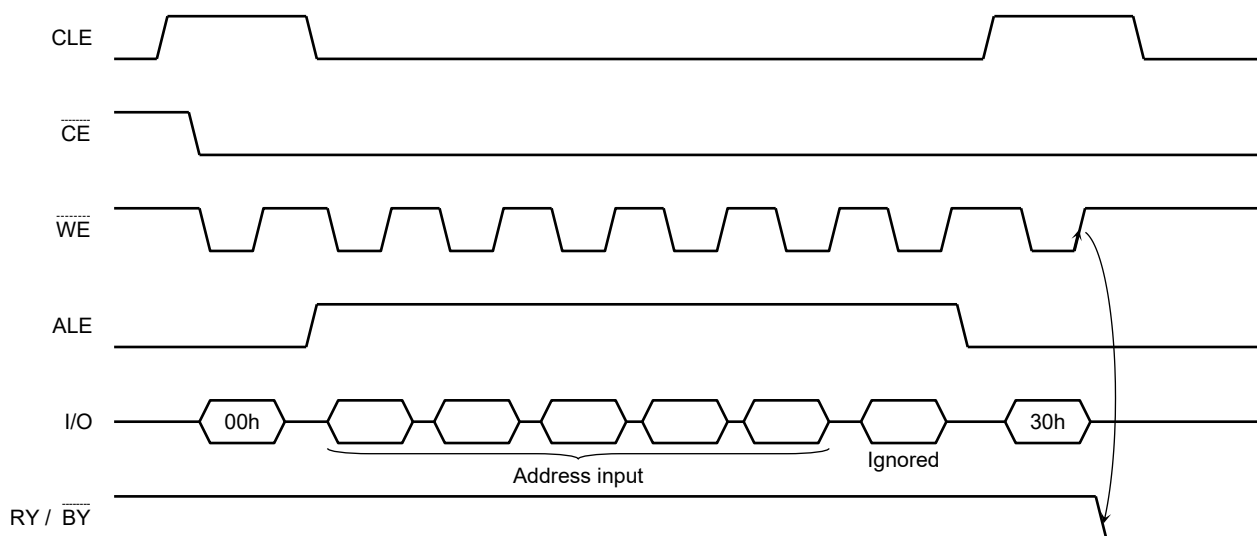 CLE
CE
WE
ALE
I/O 00h 30h
Address input Ignored
RY / BY